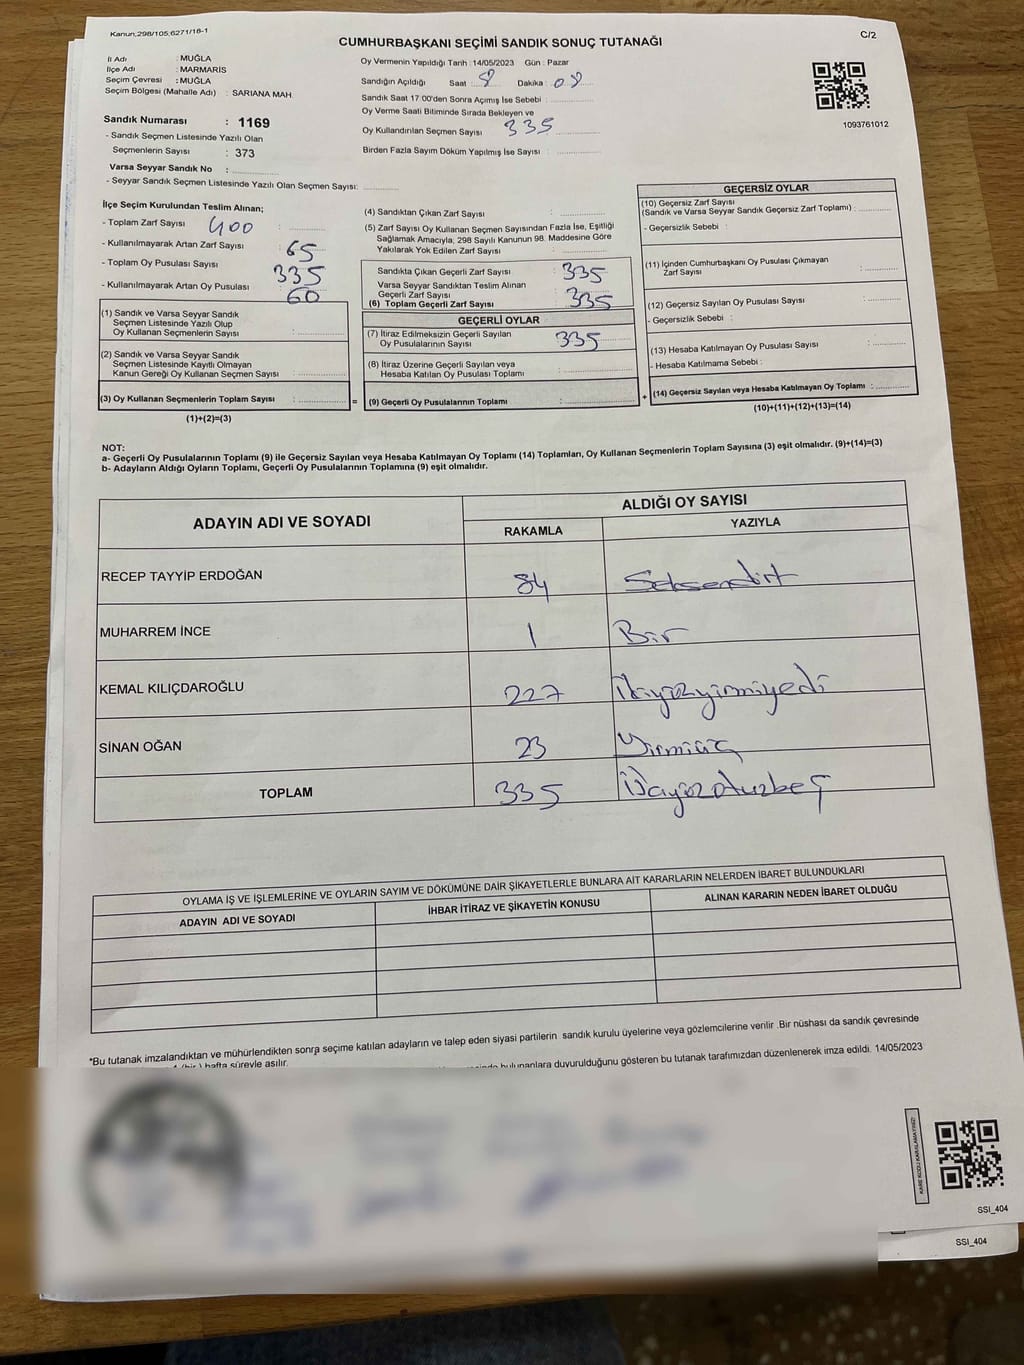 Kanun:298/105,6271/18-1
C/2
CUMHURBAŞKANI SEÇİMİ SANDIK SONUÇ TUTANAĞI
İl Adı : MUĞLA
İlçe Adı : MARMARİS
Seçim Çevresi : MUĞLA
Seçim Bölgesi (Mahalle Adı) : SARIANA MAH.
Oy Vermenin Yapıldığı Tarih : 14/05/2023 Gün : Pazar
Sandığın Açıldığı Saat : 8 Dakika : 08
Sandık Saat 17 00'den Sonra Açımış İse Sebebi :
Oy Verme Saati Bitiminde Sırada Bekleyen ve
Oy Kullandırılan Seçmen Sayısı 335
Birden Fazla Sayım Döküm Yapılmış İse Sayısı :
1093761012
Sandık Numarası : 1169
- Sandık Seçmen Listesinde Yazılı Olan
Seçmenlerin Sayısı : 373
Varsa Seyyar Sandık No :
- Seyyar Sandık Seçmen Listesinde Yazılı Olan Seçmen Sayısı:
İlçe Seçim Kurulundan Teslim Alınan;
- Toplam Zarf Sayısı : 400
- Kullanılmayarak Artan Zarf Sayısı : 65
- Toplam Oy Pusulası Sayısı : 335
- Kullanılmayarak Artan Oy Pusulası : 60
(1) Sandık ve Varsa Seyyar Sandık
Seçmen Listesinde Yazılı Olup
Oy Kullanan Seçmenlerin Sayısı :
(2) Sandık ve Varsa Seyyar Sandık
Seçmen Listesinde Kayıtlı Olmayan
Kanun Gereği Oy Kullanan Seçmen Sayısı :
(3) Oy Kullanan Seçmenlerin Toplam Sayısı :
(1)+(2)=(3)
(4) Sandıktan Çıkan Zarf Sayısı :
(5) Zarf Sayısı Oy Kullanan Seçmen Sayısından Fazla İse, Eşitliği
Sağlamak Amacıyla; 298 Sayılı Kanunun 98. Maddesine Göre
Yakılarak Yok Edilen Zarf Sayısı :
Sandıkta Çıkan Geçerli Zarf Sayısı : 335
Varsa Seyyar Sandıktan Teslim Alınan
Geçerli Zarf Sayısı :
(6) Toplam Geçerli Zarf Sayısı : 335
GEÇERLİ OYLAR
(7) İtiraz Edilmeksizin Geçerli Sayılan
Oy Pusulalarının Sayısı : 335
(8) İtiraz Üzerine Geçerli Sayılan veya
Hesaba Katılan Oy Pusulası Toplamı :
= (9) Geçerli Oy Pusulalarının Toplamı :
GEÇERSİZ OYLAR
(10) Geçersiz Zarf Sayısı
(Sandık ve Varsa Seyyar Sandık Geçersiz Zarf Toplamı) :
- Geçersizlik Sebebi :
(11) İçinden Cumhurbaşkanı Oy Pusulası Çıkmayan
Zarf Sayısı :
(12) Geçersiz Sayılan Oy Pusulası Sayısı :
- Geçersizlik Sebebi :
(13) Hesaba Katılmayan Oy Pusulası Sayısı :
- Hesaba Katılmama Sebebi :
+ (14) Geçersiz Sayılan veya Hesaba Katılmayan Oy Toplamı :
(10)+(11)+(12)+(13)=(14)
NOT:
a- Geçerli Oy Pusulalarının Toplamı (9) ile Geçersiz Sayılan veya Hesaba Katılmayan Oy Toplamı (14) Toplamları, Oy Kullanan Seçmenlerin Toplam Sayısına (3) eşit olmalıdır. (9)+(14)=(3)
b- Adayların Aldığı Oyların Toplamı, Geçerli Oy Pusulalarının Toplamına (9) eşit olmalıdır.
ADAYIN ADI VE SOYADI
ALDIĞI OY SAYISI
RAKAMLA YAZIYLA
RECEP TAYYİP ERDOĞAN 84 Seksendört
MUHARREM İNCE 1 Bir
KEMAL KILIÇDAROĞLU 227 İkiyüzyirmiyedi
SİNAN OĞAN 23 Yirmiüç
TOPLAM 335 İkiyüzotuzbeş
OYLAMA İŞ VE İŞLEMLERİNE VE OYLARIN SAYIM VE DÖKÜMÜNE DAİR ŞİKAYETLERLE BUNLARA AİT KARARLARIN NELERDEN İBARET BULUNDUKLARI
ADAYIN ADI VE SOYADI
İHBAR İTİRAZ VE ŞİKAYETİN KONUSU
ALINAN KARARIN NEDEN İBARET OLDUĞU
*Bu tutanak imzalandıktan ve mühürlendikten sonra seçime katılan adayların ve talep eden siyasi partilerin sandık kurulu üyelerine veya gözlemcilerine verilir .Bir nüshası da sandık çevresinde
(bir ) hafta süreyle asılır.
bulunanlara duyurulduğunu gösteren bu tutanak tarafımızdan düzenlenerek imza edildi. 14/05/2023
KARE KODU KARALAMAYINIZ!
SSI_404
SSI_404